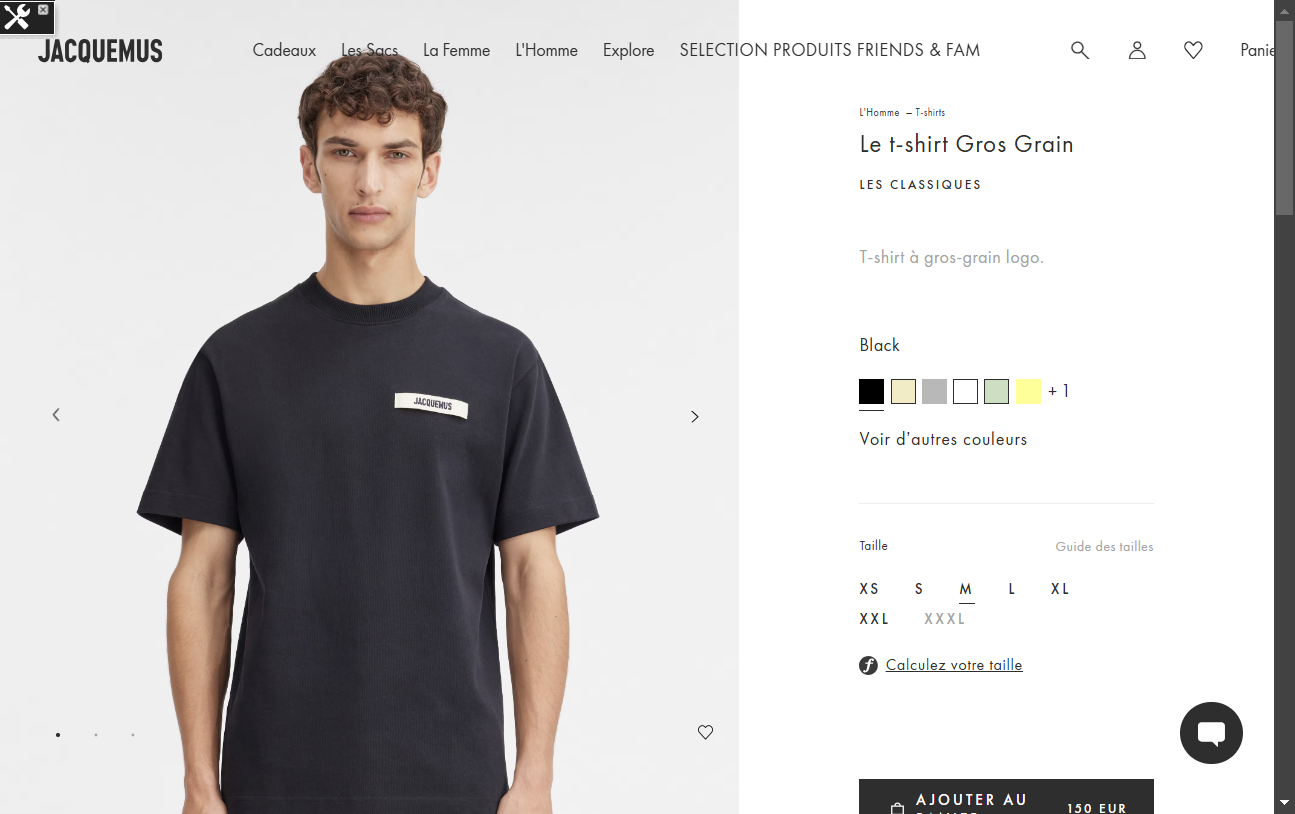 JACQUEMUS
Cadeaux Les Sacs La Femme L'Homme Explore SELECTION PRODUITS FRIENDS & FAM
Panie
L'Homme – T-shirts
Le t-shirt Gros Grain
LES CLASSIQUES
T-shirt à gros-grain logo.
Black
+ 1
JACQUEMUS
Voir d'autres couleurs
Taille Guide des tailles
XS S M L XL
XXL XXXL
Calculez votre taille
AJOUTER AU
PANIER
150 EUR